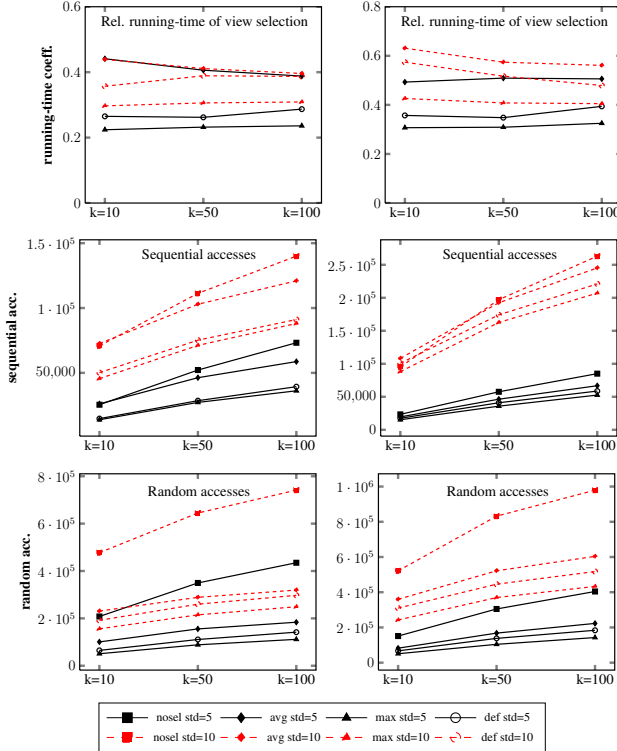 Rel. running-time of view selection
Rel. running-time of view selection
running-time coeff.
0.6
0.4
0.2
0
k=10 k=50 k=100
0.8
0.6
0.4
0.2
0
k=10 k=50 k=100
Sequential accesses
Sequential accesses
sequential acc.
1.5 · 10⁵
1 · 10⁵
50,000
k=10 k=50 k=100
2.5 · 10⁵
2 · 10⁵
1.5 · 10⁵
1 · 10⁵
50,000
0
k=10 k=50 k=100
Random accesses
Random accesses
random acc.
8 · 10⁵
6 · 10⁵
4 · 10⁵
2 · 10⁵
0
k=10 k=50 k=100
1 · 10⁶
8 · 10⁵
6 · 10⁵
4 · 10⁵
2 · 10⁵
0
k=10 k=50 k=100
nosel std=5 avg std=5 max std=5 def std=5
nosel std=10 avg std=10 max std=10 def std=10